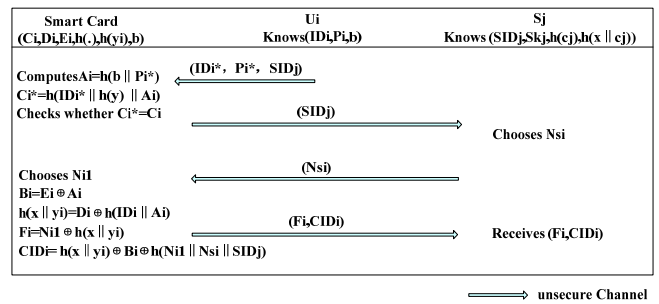 Smart Card Ui Sj
(Ci,Di,Ei,h(.),h(yi),b) Knows(IDi,Pi,b) Knows (SIDj,Skj,h(cj),h(x ‖ cj))
(IDi*, Pi*, SIDj)
ComputesAi=h(b ‖ Pi*)
Ci*=h(IDi* ‖ h(y) ‖ Ai)
Checks whether Ci*=Ci
(SIDj)
Chooses Nsi
(Nsi)
Chooses Ni1
Bi=Ei ⊕ Ai
h(x ‖ yi)=Di ⊕ h(IDi ‖ Ai)
(Fi,CIDi)
Fi=Ni1 ⊕ h(x ‖ yi) Receives (Fi,CIDi)
CIDi= h(x ‖ yi) ⊕ Bi ⊕ h(Ni1 ‖ Nsi ‖ SIDj)
unsecure Channel